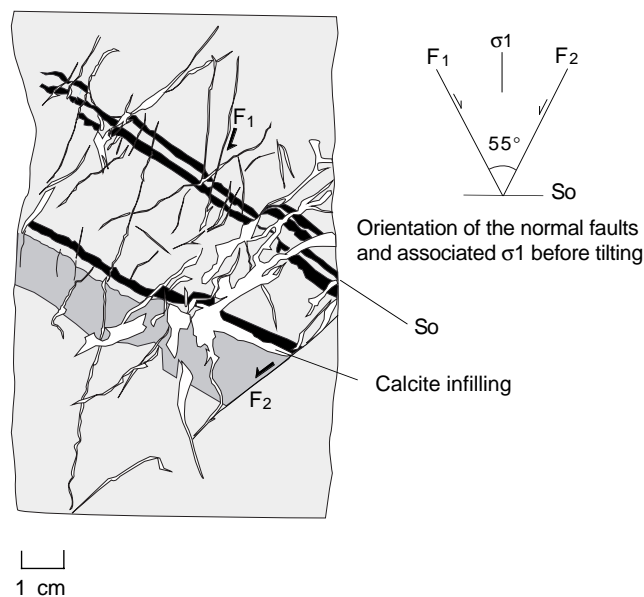 F1
σ1
F1
F2
55°
So
Orientation of the normal faults
and associated σ1 before tilting
So
Calcite infilling
F2
1 cm